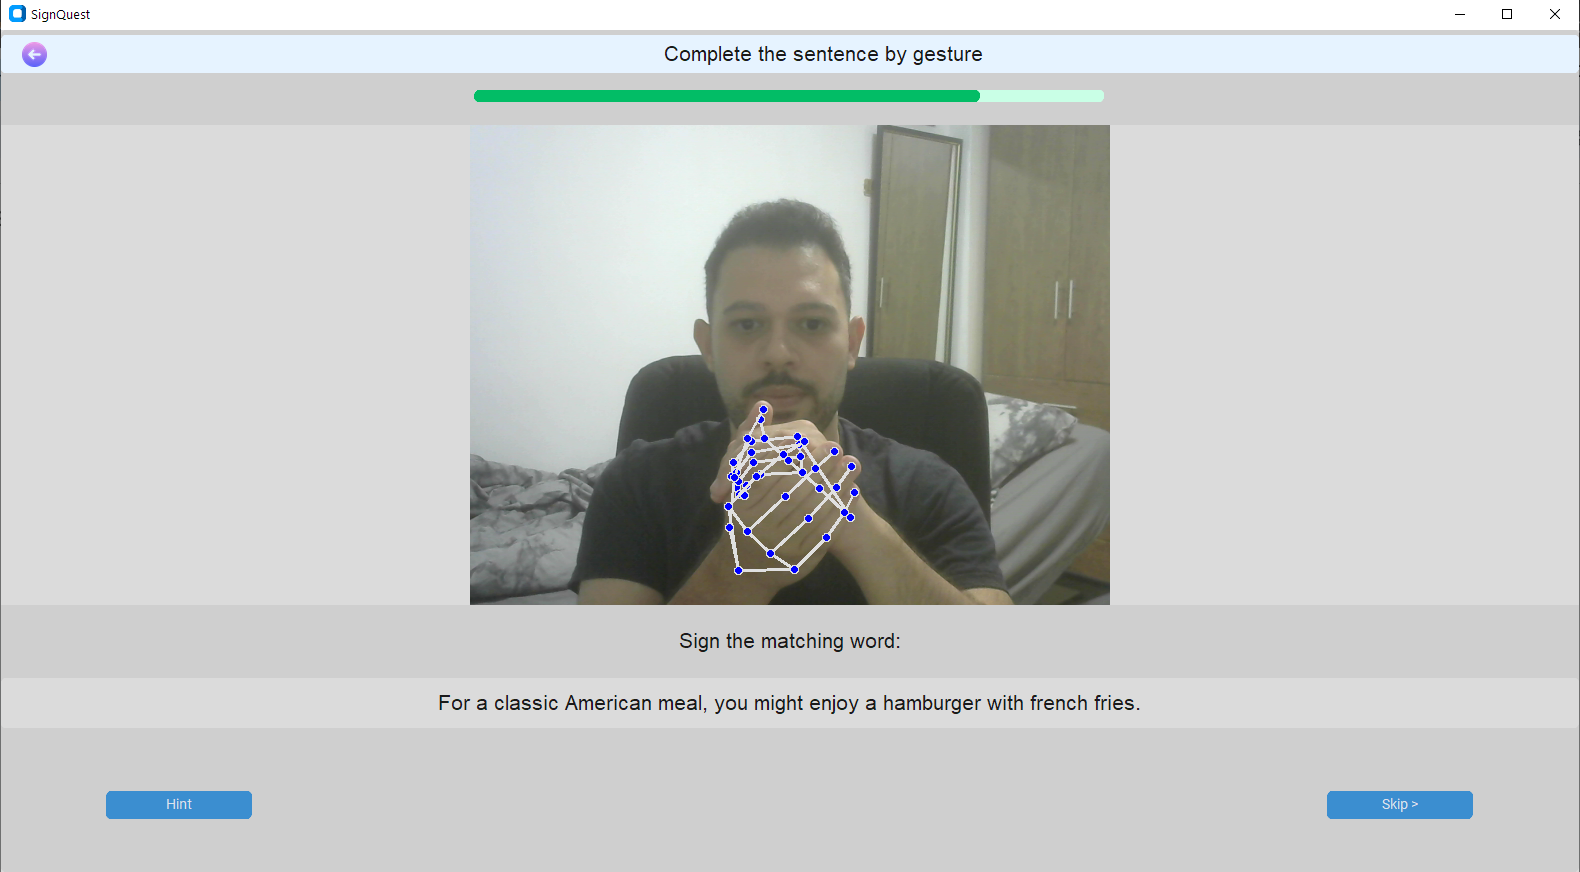 SignQuest
Complete the sentence by gesture
Sign the matching word:
For a classic American meal, you might enjoy a hamburger with french fries.
Hint
Skip >